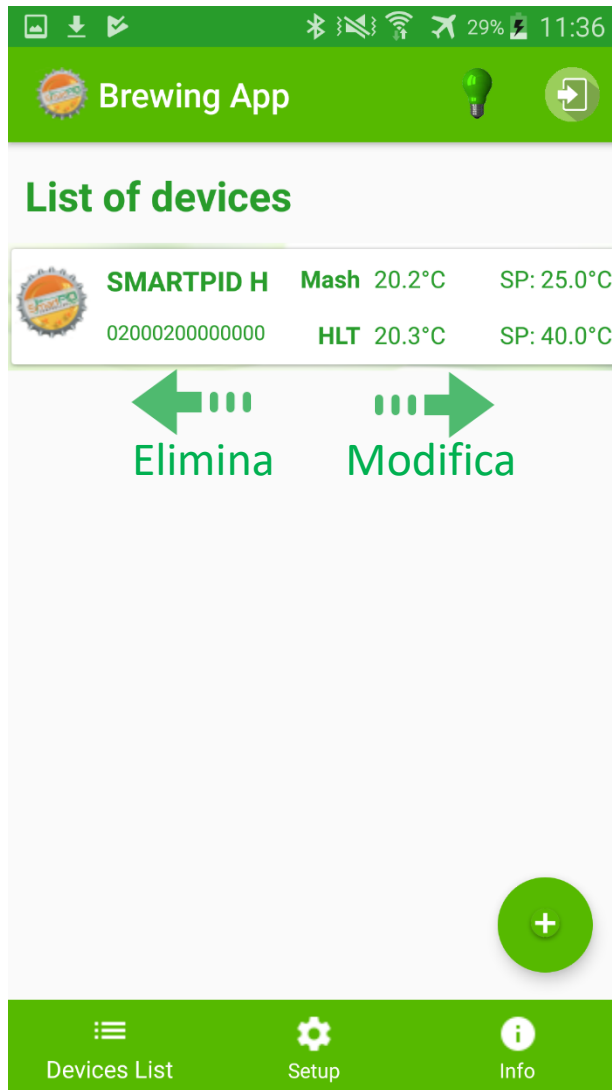 29% 11:36
Brewing App
List of devices
SMARTPID H Mash 20.2°C SP: 25.0°C
02000200000000 HLT 20.3°C SP: 40.0°C
Elimina Modifica
+
Devices List Setup Info